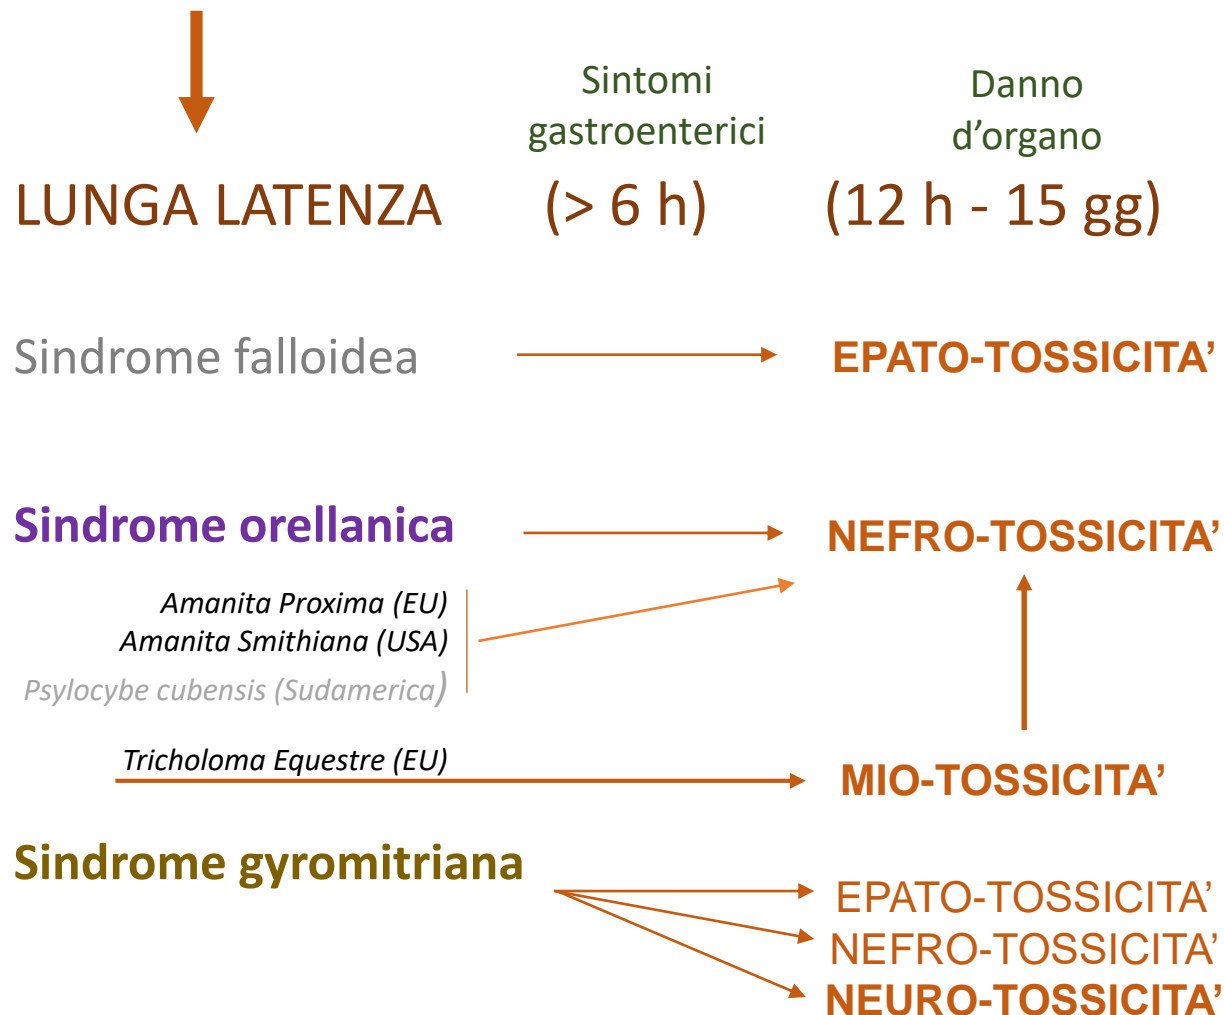 Sintomi
gastroenterici
Danno
d’organo
LUNGA LATENZA (> 6 h) (12 h - 15 gg)
Sindrome falloidea EPATO-TOSSICITA’
Sindrome orellanica NEFRO-TOSSICITA’
Amanita Proxima (EU)
Amanita Smithiana (USA)
Psylocybe cubensis (Sudamerica)
Tricholoma Equestre (EU)
MIO-TOSSICITA’
Sindrome gyromitriana
EPATO-TOSSICITA’
NEFRO-TOSSICITA’
NEURO-TOSSICITA’